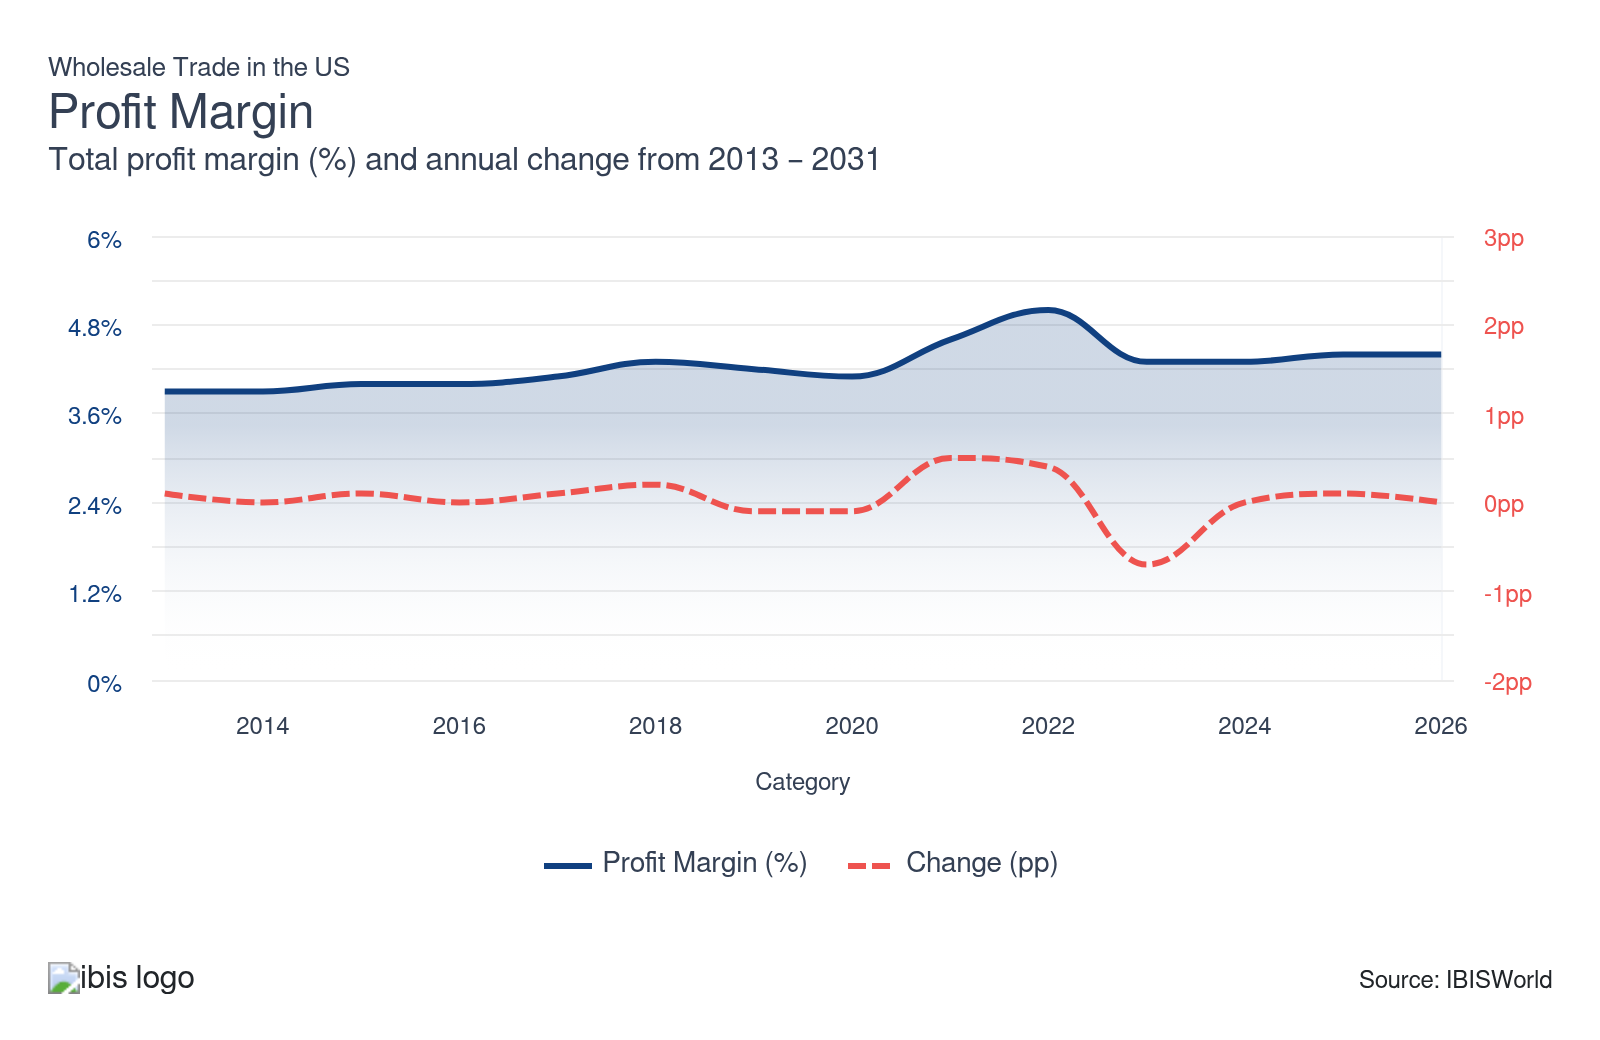 Wholesale Trade in the US
Profit Margin
Total profit margin (%) and annual change from 2013 – 2031
6%
4.8%
3.6%
2.4%
1.2%
0%
3pp
2pp
1pp
0pp
-1pp
-2pp
2014 2016 2018 2020 2022 2024 2026
Category
Profit Margin (%) Change (pp)
ibis logo
Source: IBISWorld